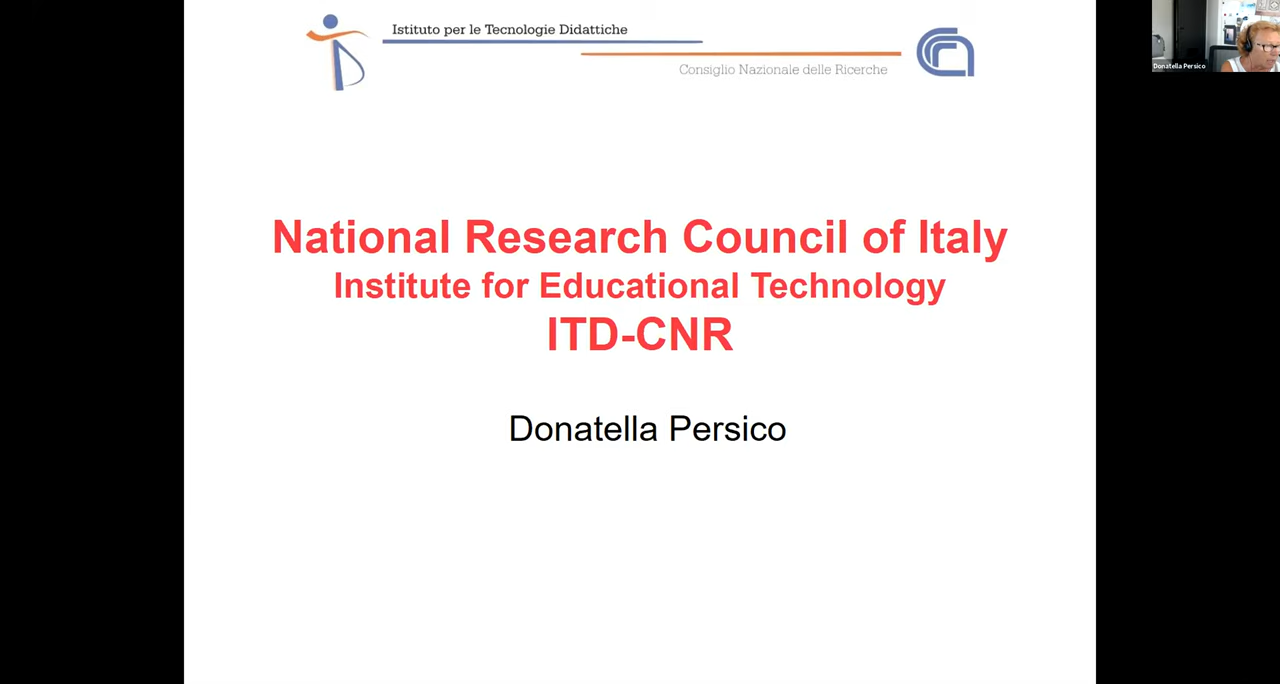 Istituto per le Tecnologie Didattiche
Consiglio Nazionale delle Ricerche
Donatella Persico
National Research Council of Italy
Institute for Educational Technology
ITD-CNR
Donatella Persico